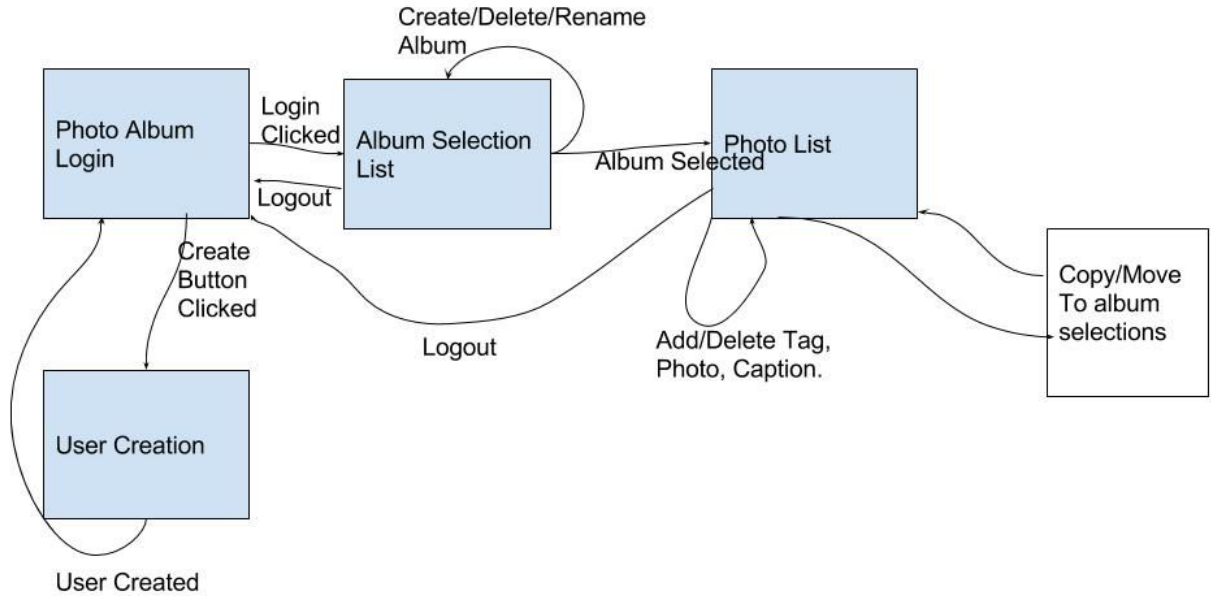 Create/Delete/Rename
Album
Photo Album
Login
Login
Clicked
Album Selection
List
Photo List
Album Selected
Logout
Create
Button
Clicked
Copy/Move
To album
selections
Logout
Add/Delete Tag,
Photo, Caption.
User Creation
User Created